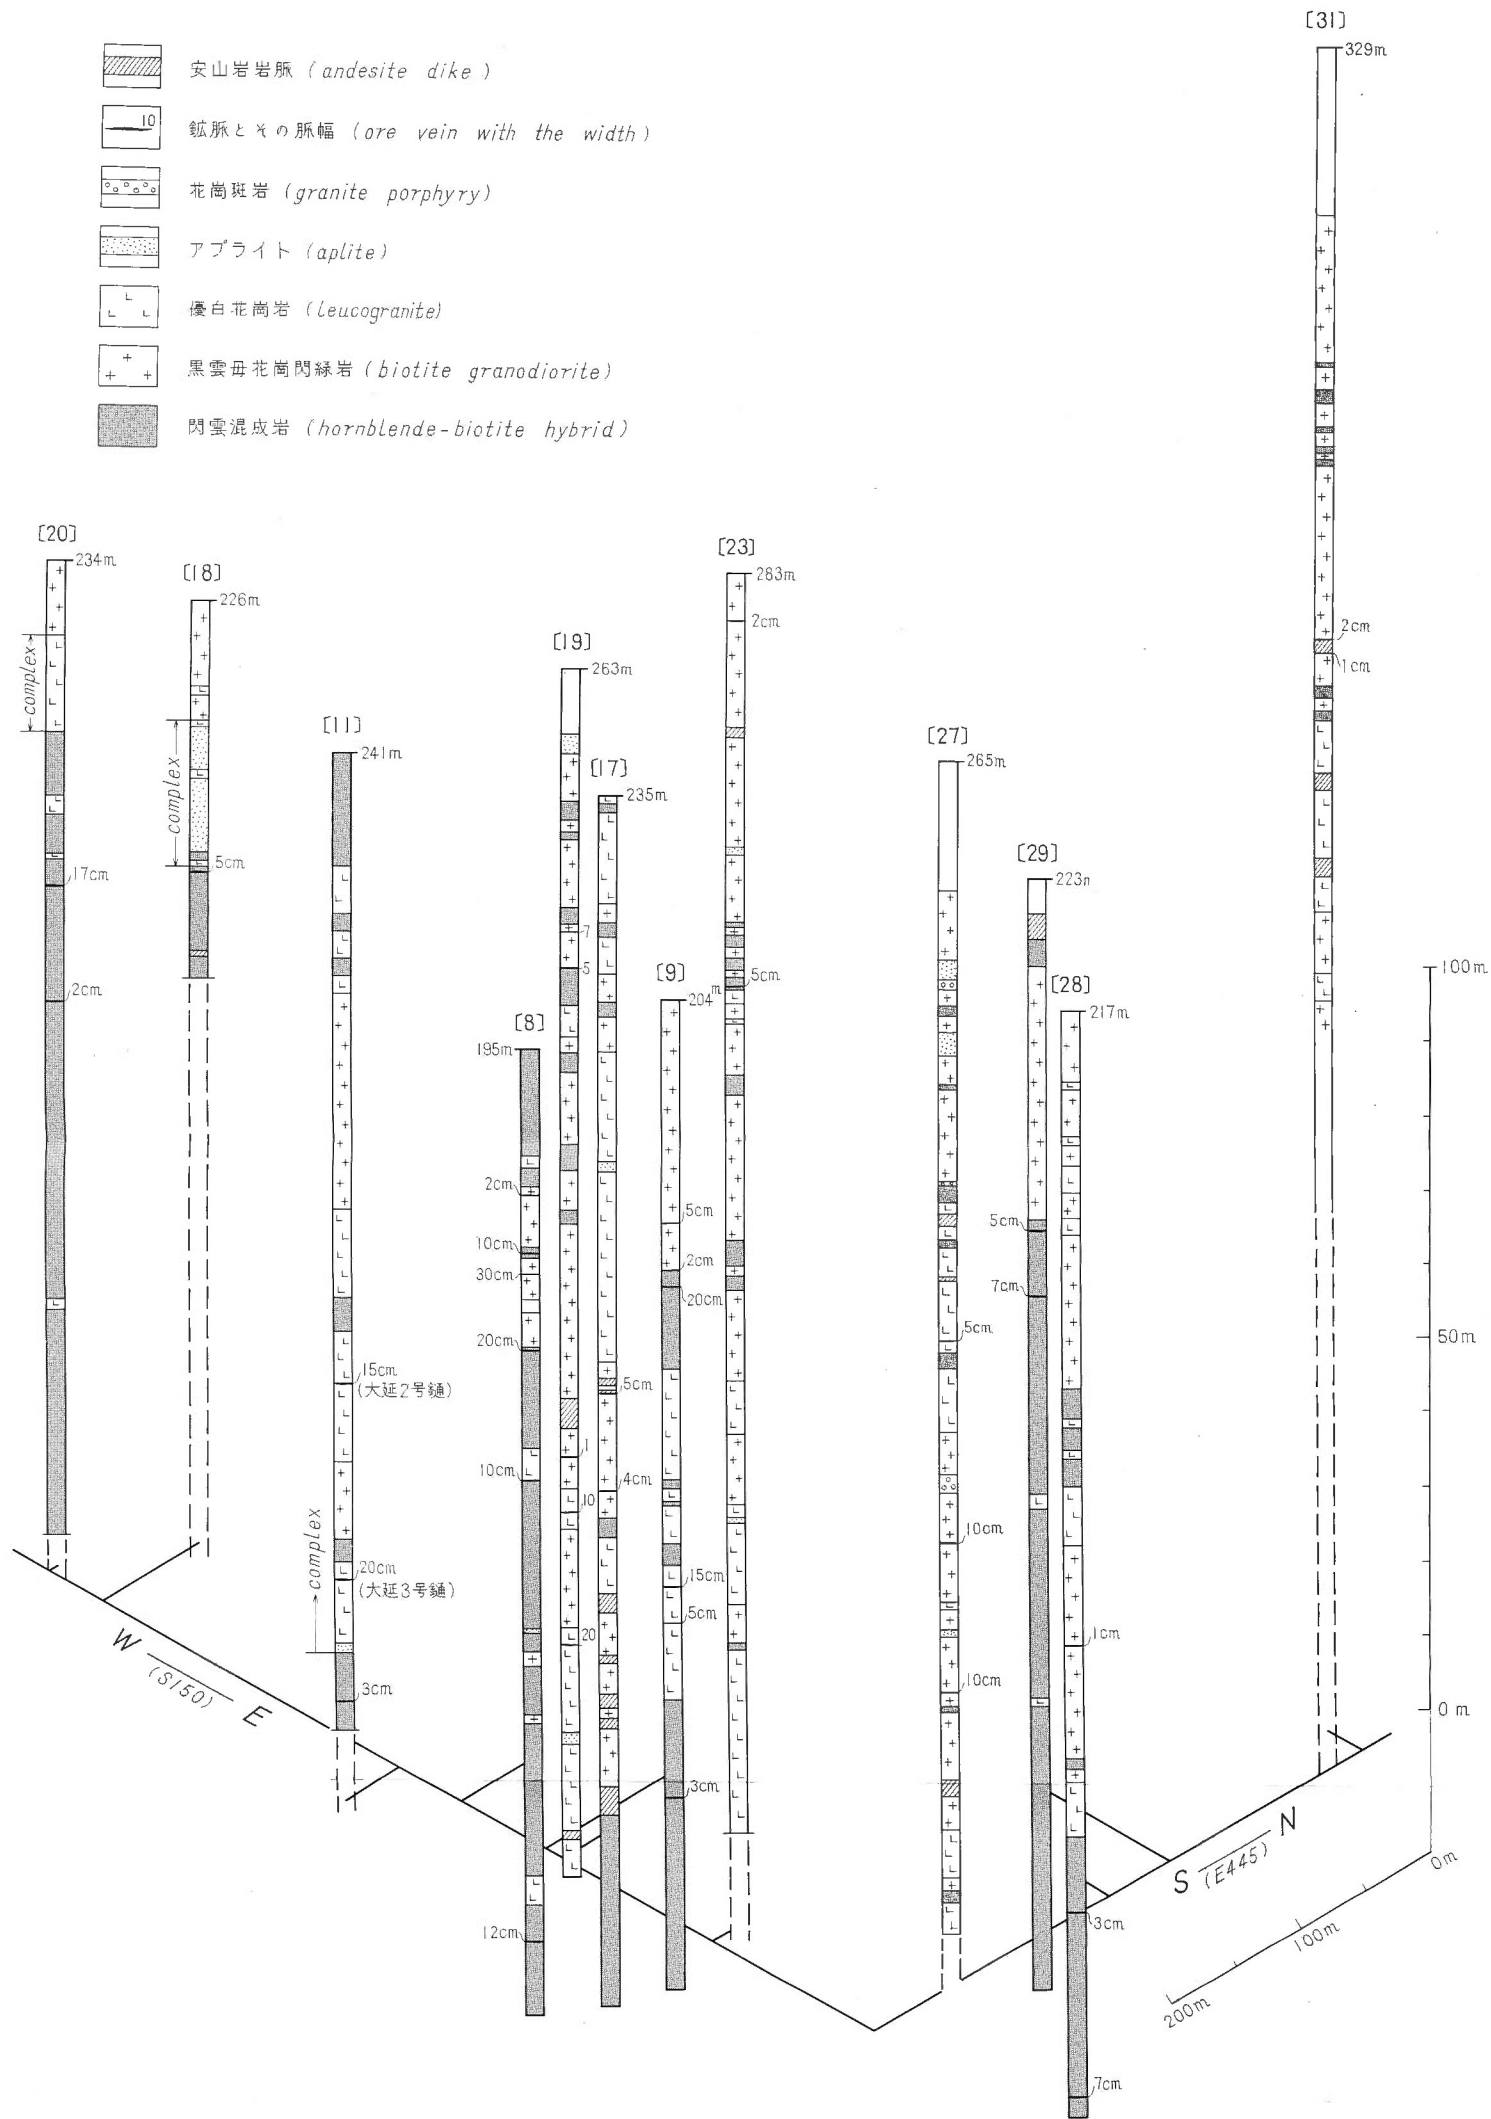 安山岩岩脈 (andesite dike)
10
鉱脈とその脈幅 (ore vein with the width)
花崗斑岩 (granite porphyry)
アプライト (aplite)
優白花崗岩 (leucogranite)
黒雲母花崗閃緑岩 (biotite granodiorite)
閃雲混成岩 (hornblende-biotite hybrid)
[20]
234m
complex
17cm
2cm
[18]
226m
complex
5cm
[11]
241m
15cm
(大延2号鑓)
complex
20cm
(大延3号鑓)
3cm
[8]
195m
2cm
10cm
30cm
20cm
10cm
12cm
[19]
263m
7
5
1
10
20
[17]
235m
5cm
4cm
[9]
204m
5cm
2cm
20cm
15cm
5cm
3cm
[23]
283m
2cm
5cm
[27]
265m
5cm
10cm
10cm
[29]
223m
5cm
7cm
[28]
217m
1cm
3cm
7cm
[31]
329m
2cm
1cm
100m
50m
0m
W
(S150)
E
S
(E445)
N
0m
100m
200m